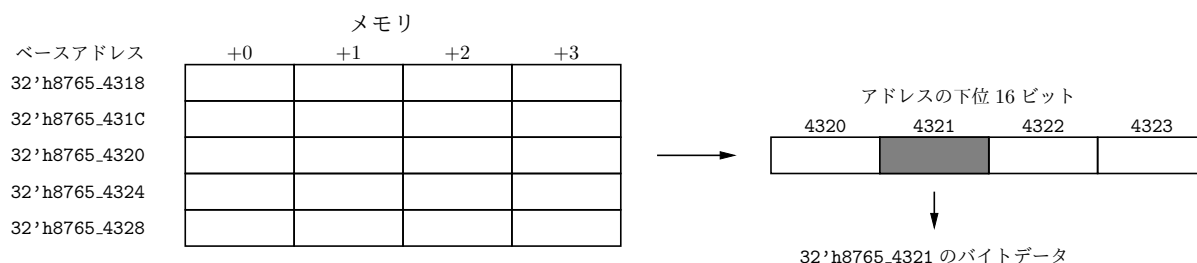 メモリ
ベースアドレス +0 +1 +2 +3
32'h8765_4318
32'h8765_431C
32'h8765_4320
32'h8765_4324
32'h8765_4328
アドレスの下位 16 ビット
4320 4321 4322 4323
32'h8765_4321 のバイトデータ